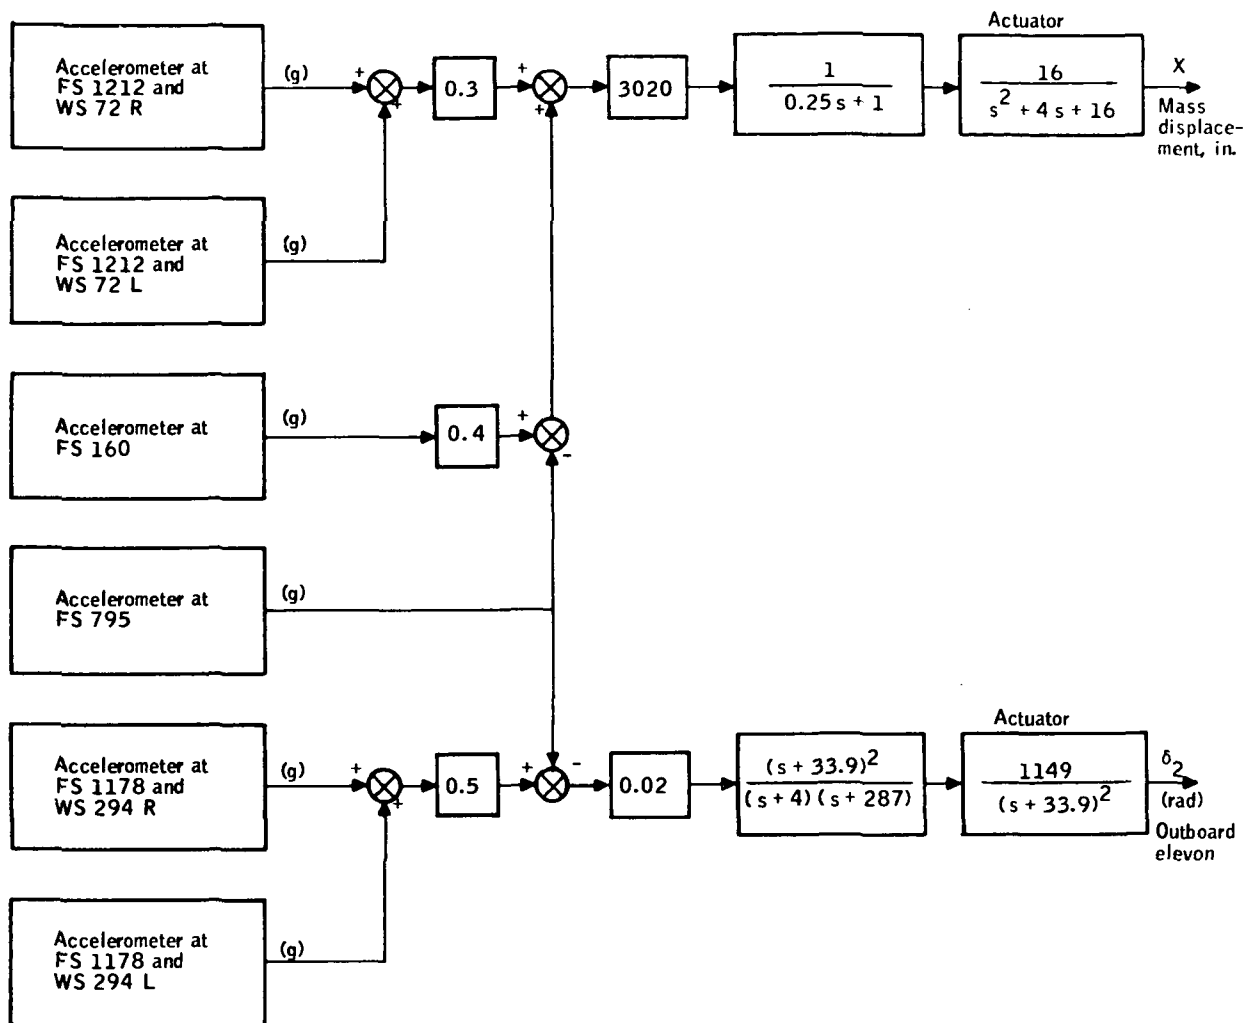 Accelerometer at
FS 1212 and
WS 72 R
(g)
+
+
0.3
+
+
3020
1
0.25 s + 1
Actuator
16
s² + 4 s + 16
X
Mass
displace-
ment, in.
Accelerometer at
FS 1212 and
WS 72 L
(g)
Accelerometer at
FS 160
(g)
0.4
+
-
Accelerometer at
FS 795
(g)
Accelerometer at
FS 1178 and
WS 294 R
(g)
+
+
0.5
+
-
0.02
(s + 33.9)²
(s + 4) (s + 287)
Actuator
1149
(s + 33.9)²
δ₂
(rad)
Outboard
elevon
Accelerometer at
FS 1178 and
WS 294 L
(g)